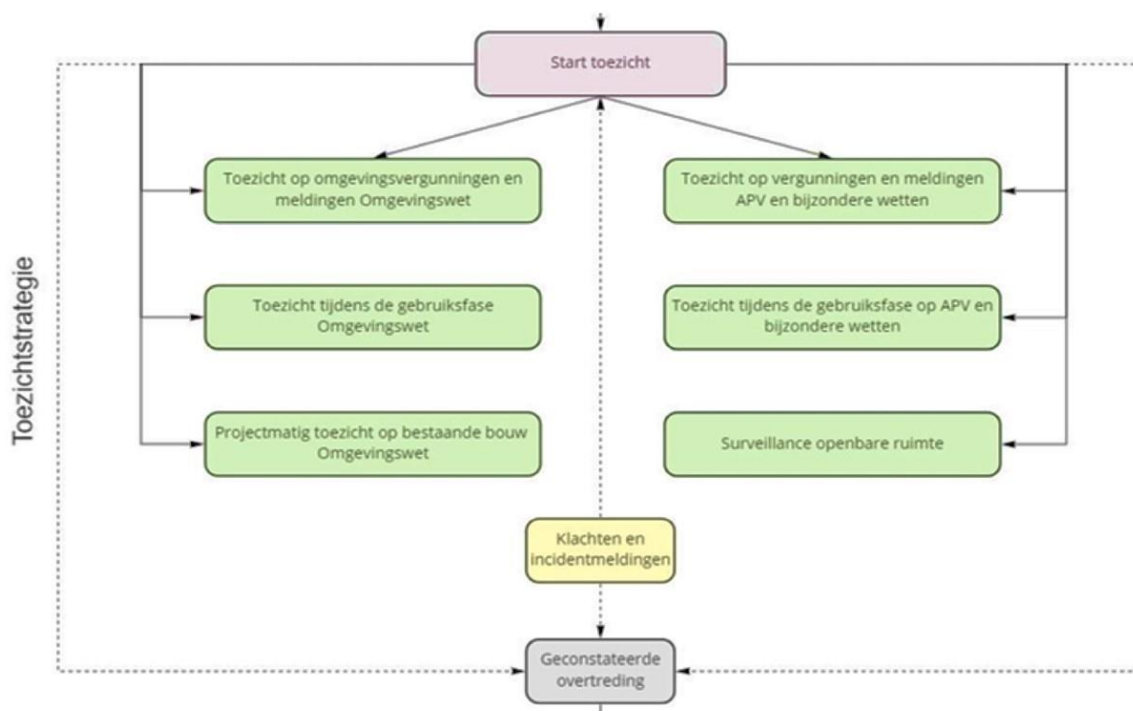 Start toezicht
Toezicht op omgevingsvergunningen en
meldingen Omgevingswet
Toezicht op vergunningen en meldingen
APV en bijzondere wetten
Toezicht tijdens de gebruiksfase
Omgevingswet
Toezicht tijdens de gebruiksfase op APV en
bijzondere wetten
Toezichtstrategie
Projectmatig toezicht op bestaande bouw
Omgevingswet
Surveillance openbare ruimte
Klachten en
incidentmeldingen
Geconstateerde
overtreding